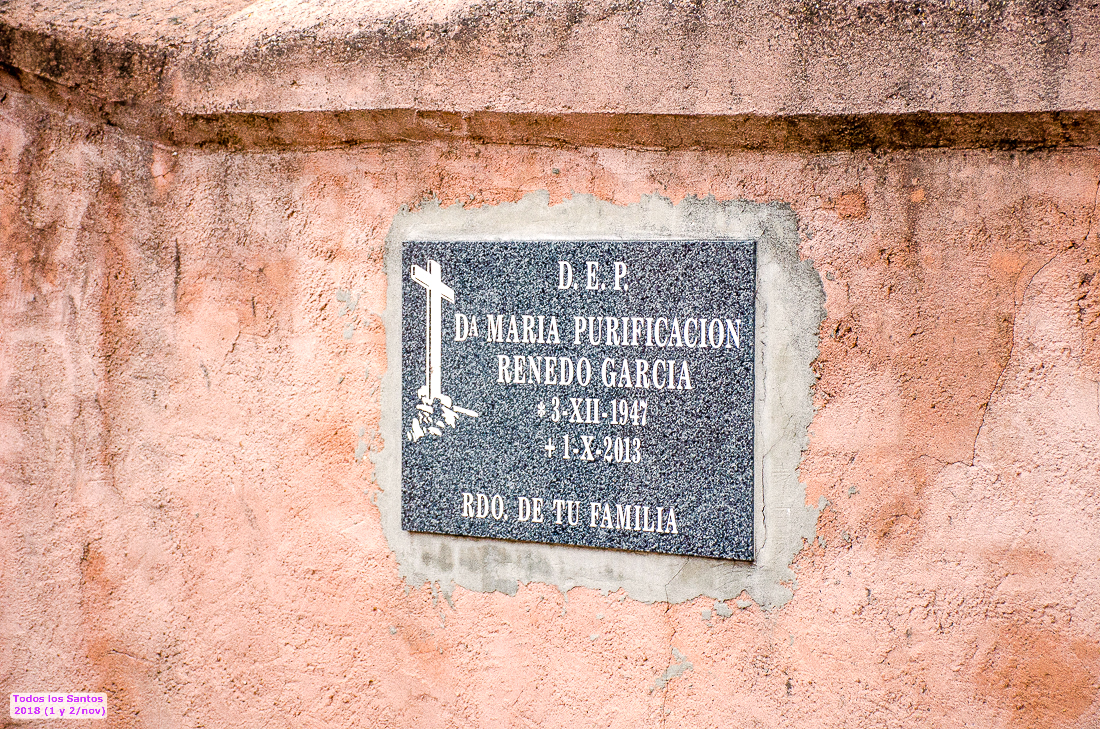 D. E. P.
Dª MARIA PURIFICACION
RENEDO GARCIA
* 3-XII-1947
+ 1-X-2013
RDO. DE TU FAMILIA
Todos los Santos
2018 (1 y 2/nov)